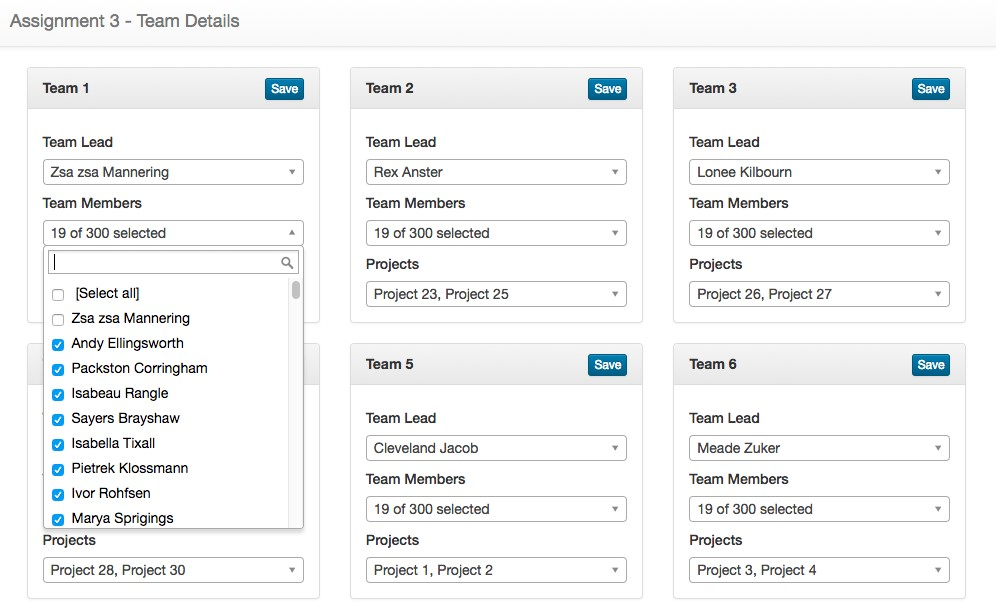 Assignment 3 - Team Details
Team 1
Save
Team Lead
Zsa zsa Mannering
Team Members
19 of 300 selected
[Select all]
Zsa zsa Mannering
Andy Ellingsworth
Packston Corringham
Isabeau Rangle
Sayers Brayshaw
Isabella Tixall
Pietrek Klossmann
Ivor Rohfsen
Marya Sprigings
Team 2
Save
Team Lead
Rex Anster
Team Members
19 of 300 selected
Projects
Project 23, Project 25
Team 3
Save
Team Lead
Lonee Kilbourn
Team Members
19 of 300 selected
Projects
Project 26, Project 27
Projects
Project 28, Project 30
Team 5
Save
Team Lead
Cleveland Jacob
Team Members
19 of 300 selected
Projects
Project 1, Project 2
Team 6
Save
Team Lead
Meade Zuker
Team Members
19 of 300 selected
Projects
Project 3, Project 4